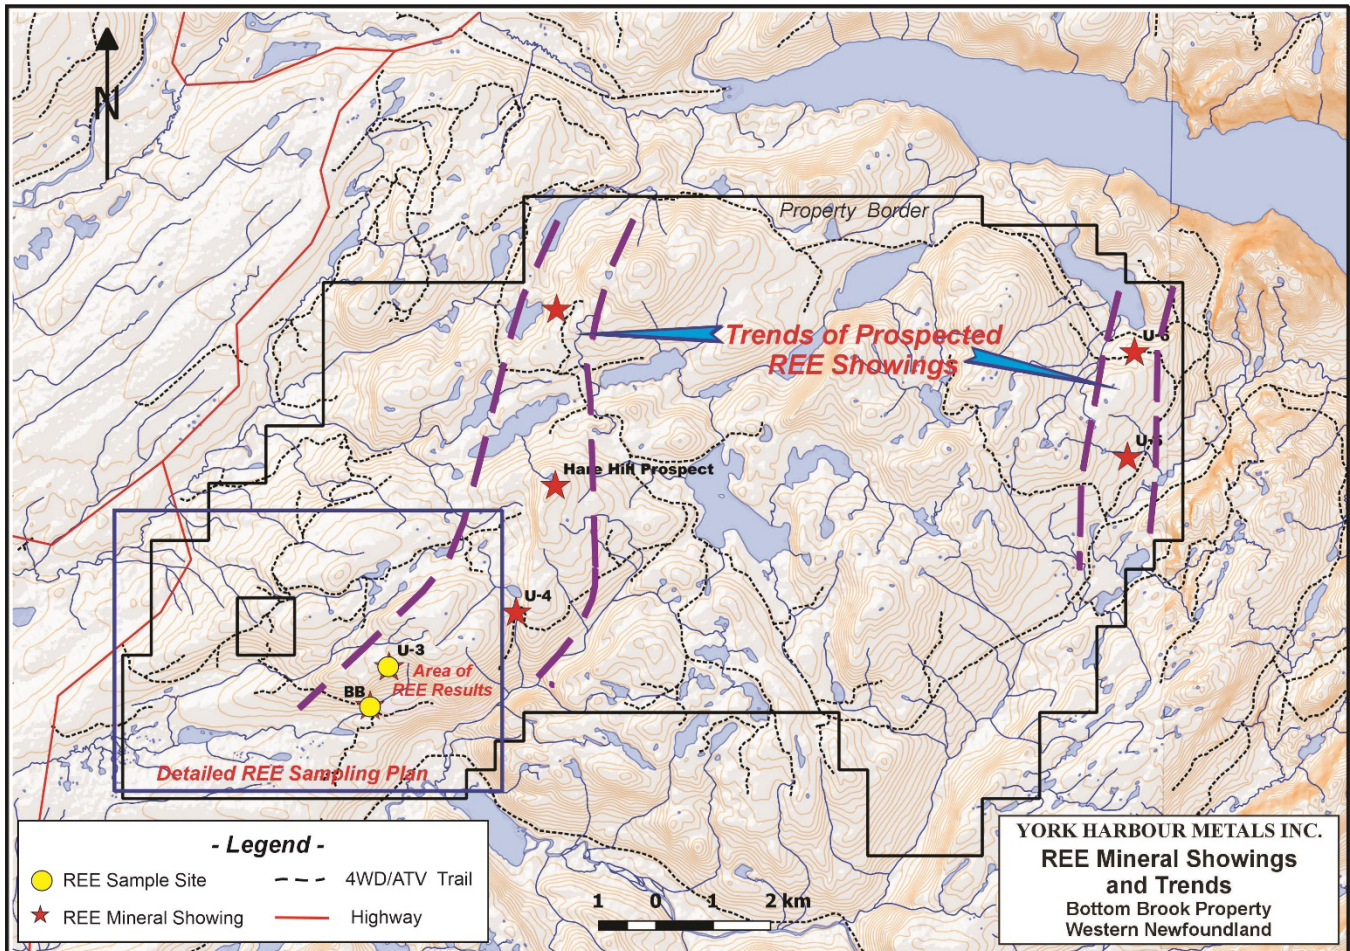 N
Property Border
Trends of Prospected
REE Showings
U-6
U-5
Hare Hill Prospect
U-4
U-3
Area of
REE Results
BB
Detailed REE Sampling Plan
- Legend -
REE Sample Site
4WD/ATV Trail
REE Mineral Showing
Highway
1 0 1 2 km
YORK HARBOUR METALS INC.
REE Mineral Showings
and Trends
Bottom Brook Property
Western Newfoundland